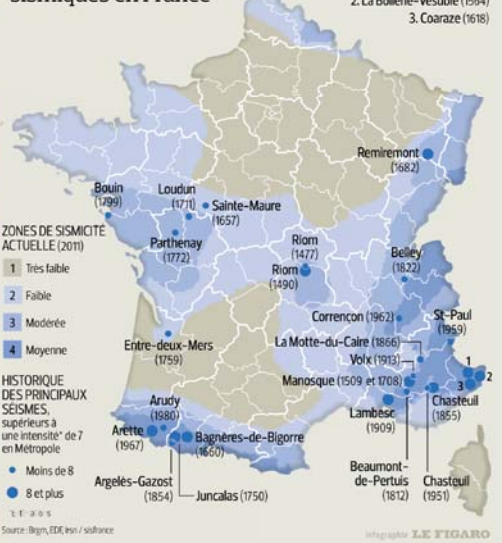 sismiques en France
2. La Bollène-Vésubie (1564)
3. Coaraze (1618)
Remiremont
(1682)
Bouin
(1799)
Loudun
(1711)
Sainte-Maure
(1657)
Parthenay
(1772)
Riom
(1477)
Riom
(1490)
Belley
(1822)
Corrençon (1962)
St-Paul
(1959)
La Motte-du-Caire (1866)
Volx (1913)
Manosque (1509 et 1708)
Entre-deux-Mers
(1759)
1
2
3
Chasteuil
(1855)
Lambesc
(1909)
Beaumont-
de-Pertuis
(1812)
Chasteuil
(1951)
Arudy
(1980)
Arette
(1967)
Bagnères-de-Bigorre
(1660)
Argelès-Gazost
(1854)
Juncalas (1750)
ZONES DE SISMICITÉ
ACTUELLE (2011)
1 Très faible
2 Faible
3 Modérée
4 Moyenne
HISTORIQUE
DES PRINCIPAUX
SÉISMES,
supérieurs à
une intensité* de 7
en Métropole
Moins de 8
8 et plus
Source : Brgm, EDF, Irsn / sisfrance
infographie LE FIGARO